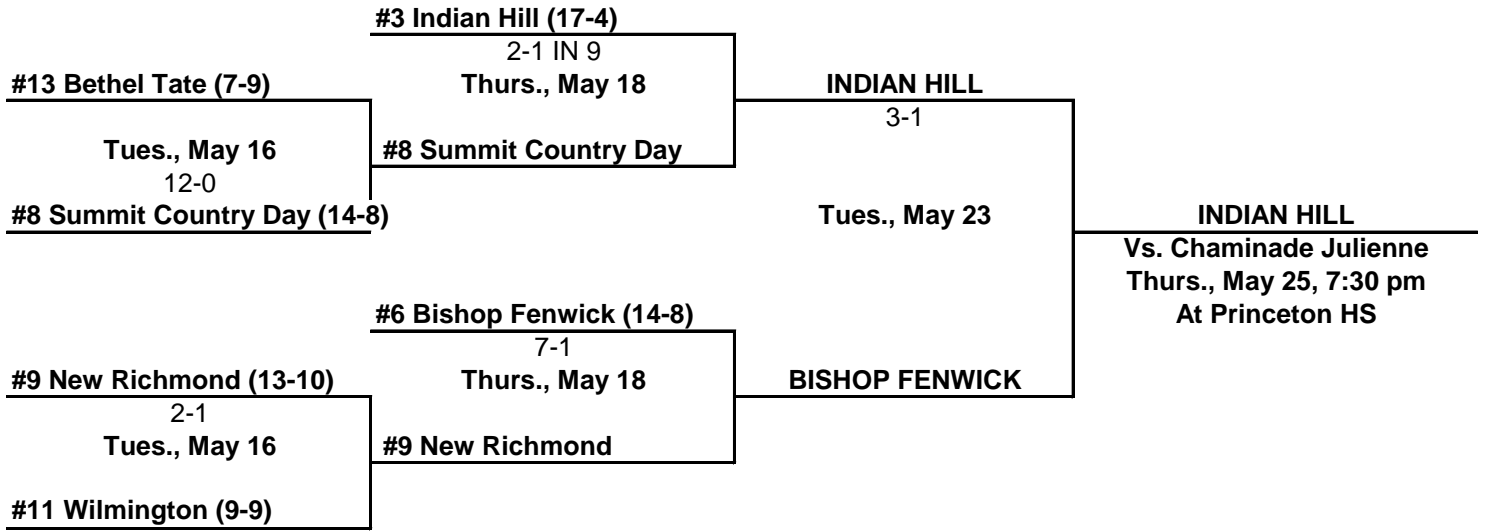 #3 Indian Hill (17-4)
2-1 IN 9
#13 Bethel Tate (7-9)
Thurs., May 18
INDIAN HILL
3-1
Tues., May 16
#8 Summit Country Day
12-0
#8 Summit Country Day (14-8)
Tues., May 23
INDIAN HILL
Vs. Chaminade Julienne
Thurs., May 25, 7:30 pm
#6 Bishop Fenwick (14-8)
At Princeton HS
7-1
#9 New Richmond (13-10)
Thurs., May 18
BISHOP FENWICK
2-1
Tues., May 16
#9 New Richmond
#11 Wilmington (9-9)